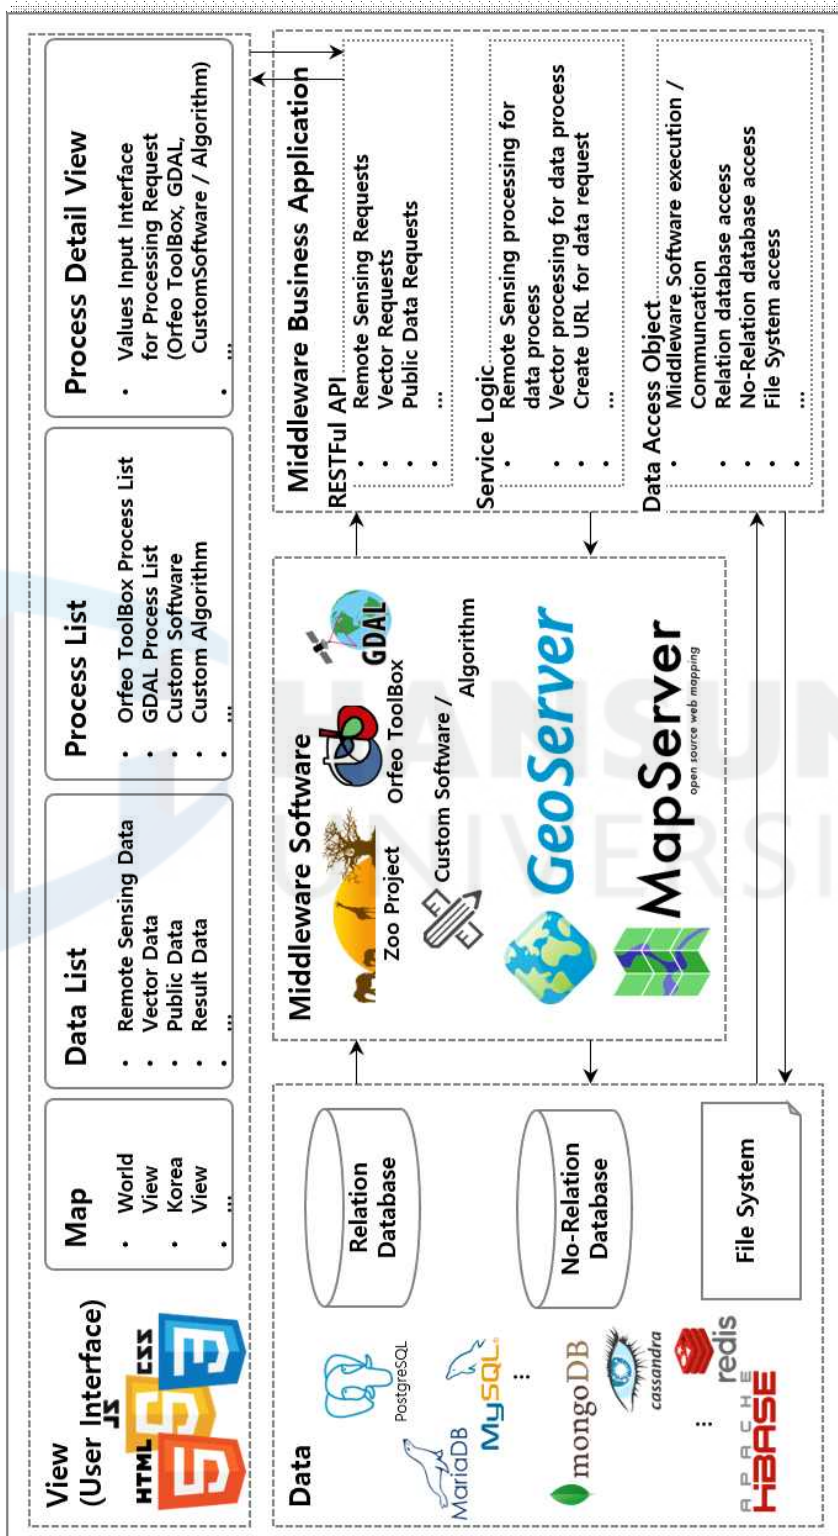 View
(User Interface)
HTML
JS
CSS
Map
• World
View
• Korea
View
• ...
Data List
• Remote Sensing Data
• Vector Data
• Public Data
• Result Data
• ...
Process List
• Orfeo ToolBox Process List
• GDAL Process List
• Custom Software
• Custom Algorithm
• ...
Process Detail View
• Values Input Interface
for Processing Request
(Orfeo ToolBox, GDAL,
CustomSoftware / Algorithm)
• ...
Data
PostgreSQL
MariaDB
MySQL
...
mongoDB
cassandra
...
redis
APACHE
HBASE
Relation
Database
No-Relation
Database
File System
Middleware Software
Zoo Project
Orfeo ToolBox
GDAL
Custom Software /
Algorithm
GeoServer
MapServer
open source web mapping
Middleware Business Application
RESTFul API
• Remote Sensing Requests
• Vector Requests
• Public Data Requests
• ...
Service Logic
• Remote Sensing processing for
data process
• Vector processing for data process
• Create URL for data request
• ...
Data Access Object
• Middleware Software execution /
Communcation
• Relation database access
• No-Relation database access
• File System access
• ...
HANSUN
UNIVERSI